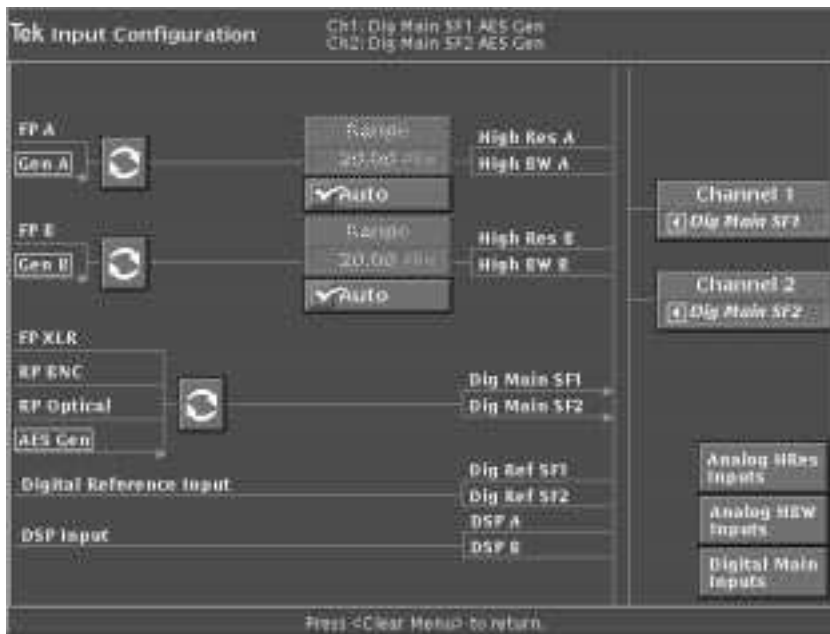 Tek Input Configuration
Ch1: Dig Main SF1 AES Gen
Ch2: Dig Main SF2 AES Gen
FP A
Gen A
Range
20.00
Auto
High Res A
High BW A
Channel 1
Dig Main SF1
FP B
Gen B
Range
20.00
Auto
High Res B
High BW B
Channel 2
Dig Main SF2
FP XLR
RP BNC
RP Optical
AES Gen
Dig Main SF1
Dig Main SF2
Digital Reference Input
Dig Ref SF1
Dig Ref SF2
DSP Input
DSP A
DSP B
Analog HRes
Inputs
Analog HBW
Inputs
Digital Main
Inputs
Press <Clear Menu> to return.